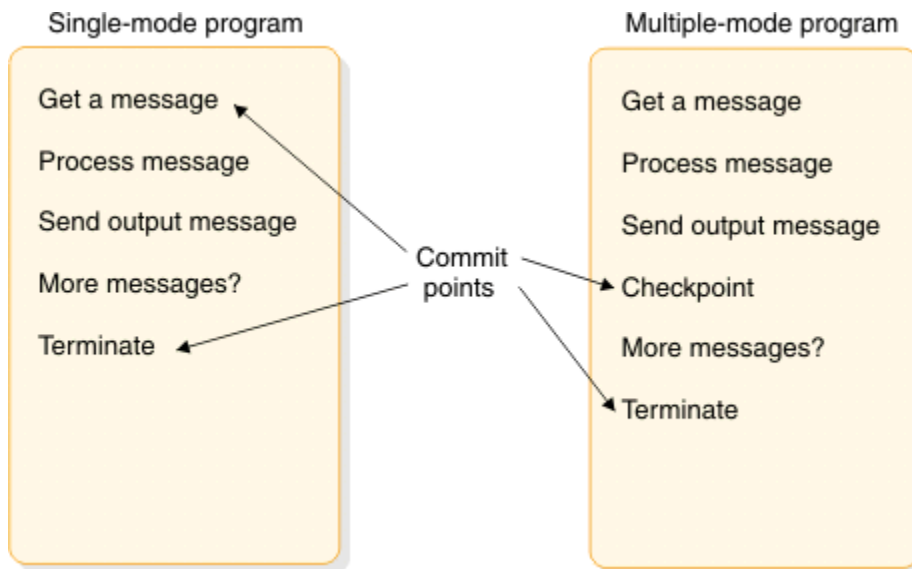 Single-mode program
Get a message
Process message
Send output message
More messages?
Terminate
Commit
points
Multiple-mode program
Get a message
Process message
Send output message
Checkpoint
More messages?
Terminate